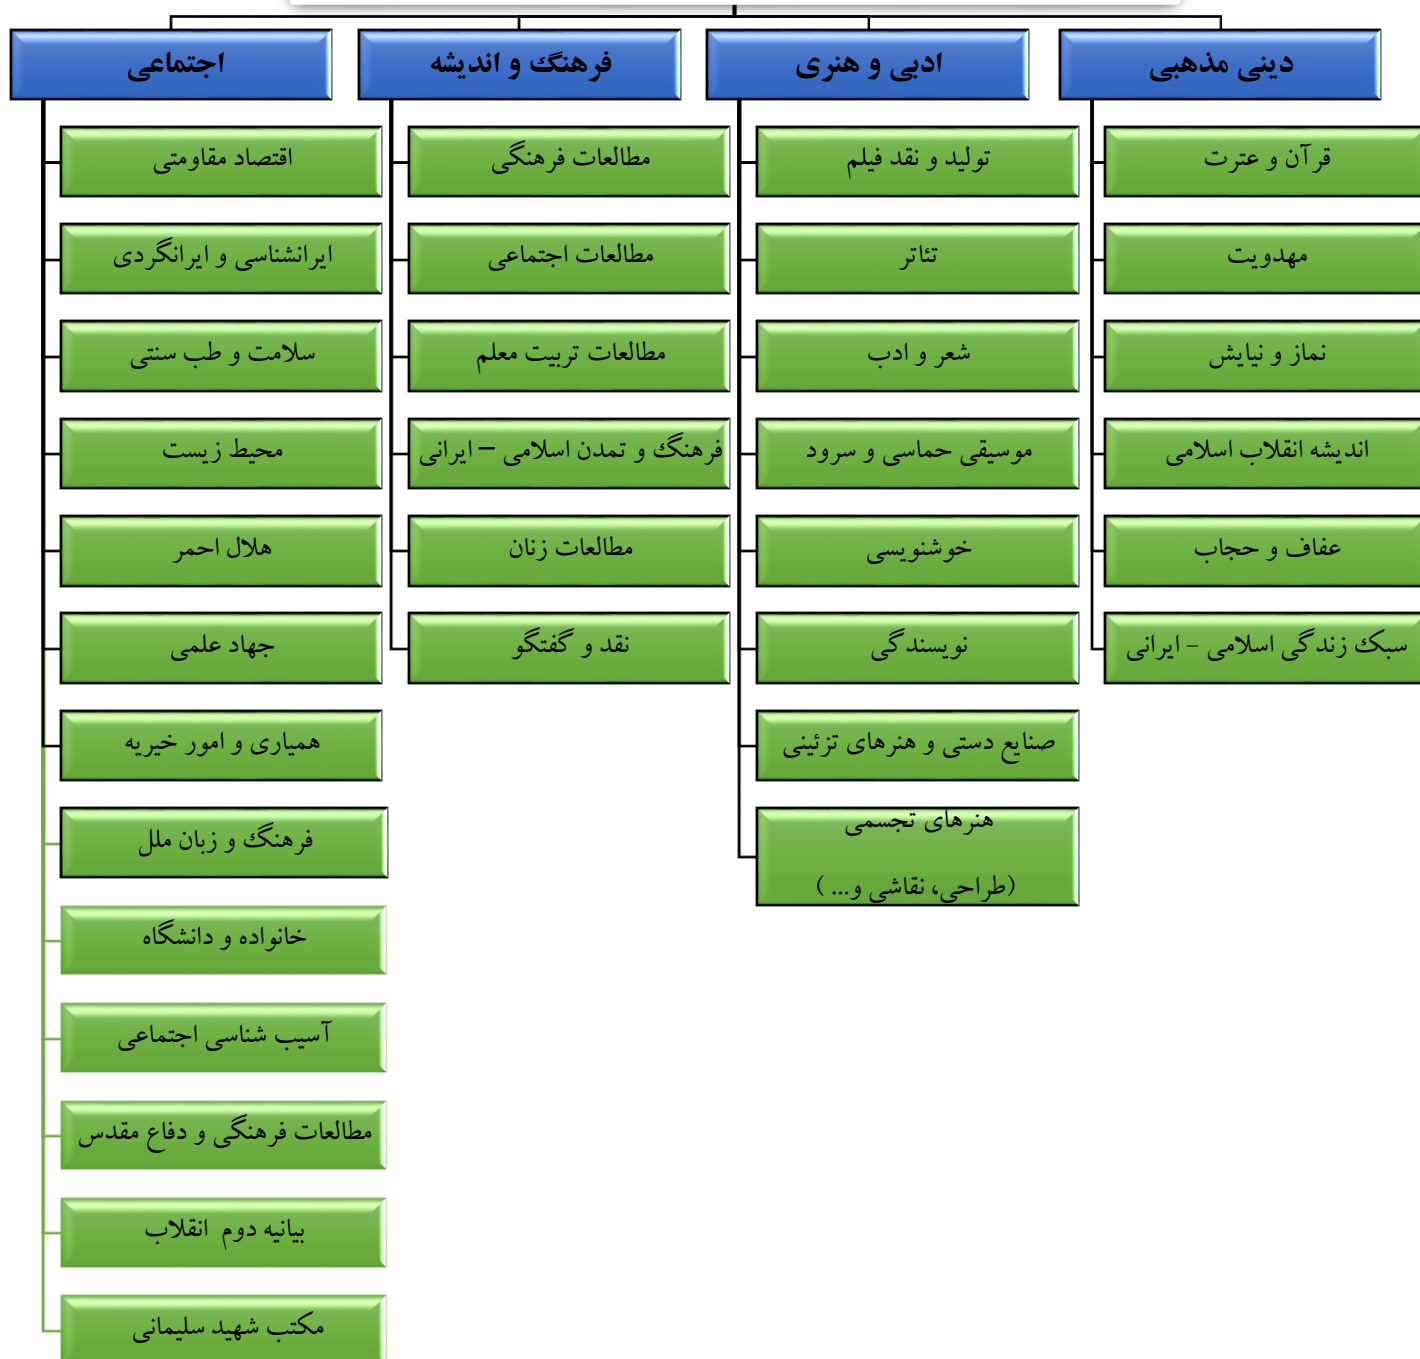 دینی مذهبی
قرآن و عترت
مهدویت
نماز و نیایش
اندیشه انقلاب اسلامی
عفاف و حجاب
سبک زندگی اسلامی - ایرانی
ادبی و هنری
تولید و نقد فیلم
تئاتر
شعر و ادب
موسیقی حماسی و سرود
خوشنویسی
نویسندگی
صنایع دستی و هنرهای تزئینی
هنرهای تجسمی
(طراحی، نقاشی و... )
فرهنگ و اندیشه
مطالعات فرهنگی
مطالعات اجتماعی
مطالعات تربیت معلم
فرهنگ و تمدن اسلامی – ایرانی
مطالعات زنان
نقد و گفتگو
اجتماعی
اقتصاد مقاومتی
ایرانشناسی و ایرانگردی
سلامت و طب سنتی
محیط زیست
هلال احمر
جهاد علمی
همیاری و امور خیریه
فرهنگ و زبان ملل
خانواده و دانشگاه
آسیب شناسی اجتماعی
مطالعات فرهنگی و دفاع مقدس
بیانیه دوم انقلاب
مکتب شهید سلیمانی